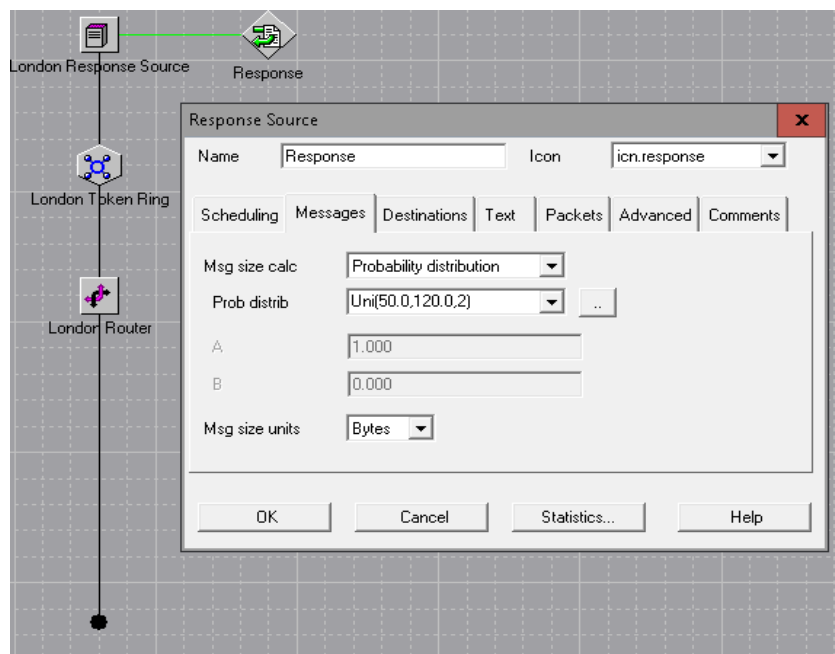 London Response Source
Response
London Token Ring
London Router
Response Source
x
Name Response Icon icn.response
Scheduling Messages Destinations Text Packets Advanced Comments
Msg size calc Probability distribution
Prob distrib Uni(50.0,120.0,2) ..
A 1.000
B 0.000
Msg size units Bytes
OK Cancel Statistics... Help